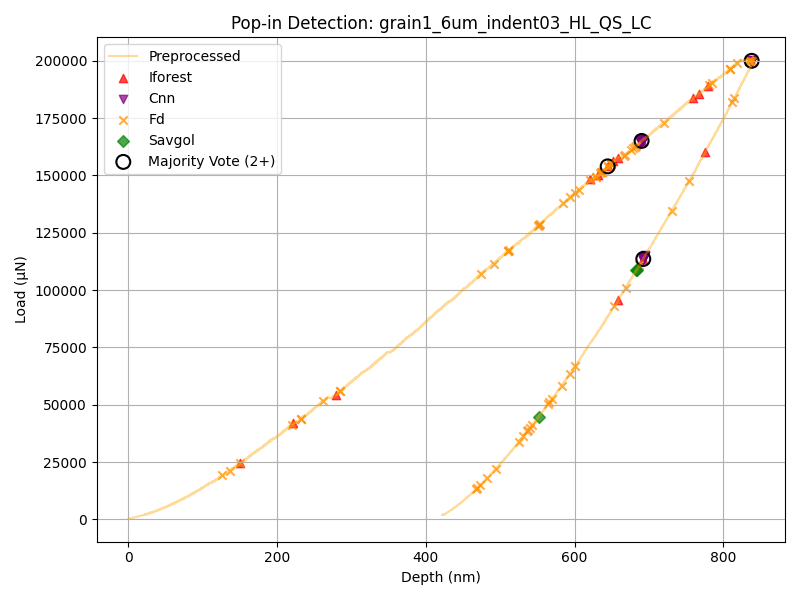 Pop-in Detection: grain1_6um_indent03_HL_QS_LC
Preprocessed
Iforest
Cnn
Fd
Savgol
Majority Vote (2+)
200000
175000
150000
125000
100000
75000
50000
25000
0
Load (μN)
0 200 400 600 800
Depth (nm)